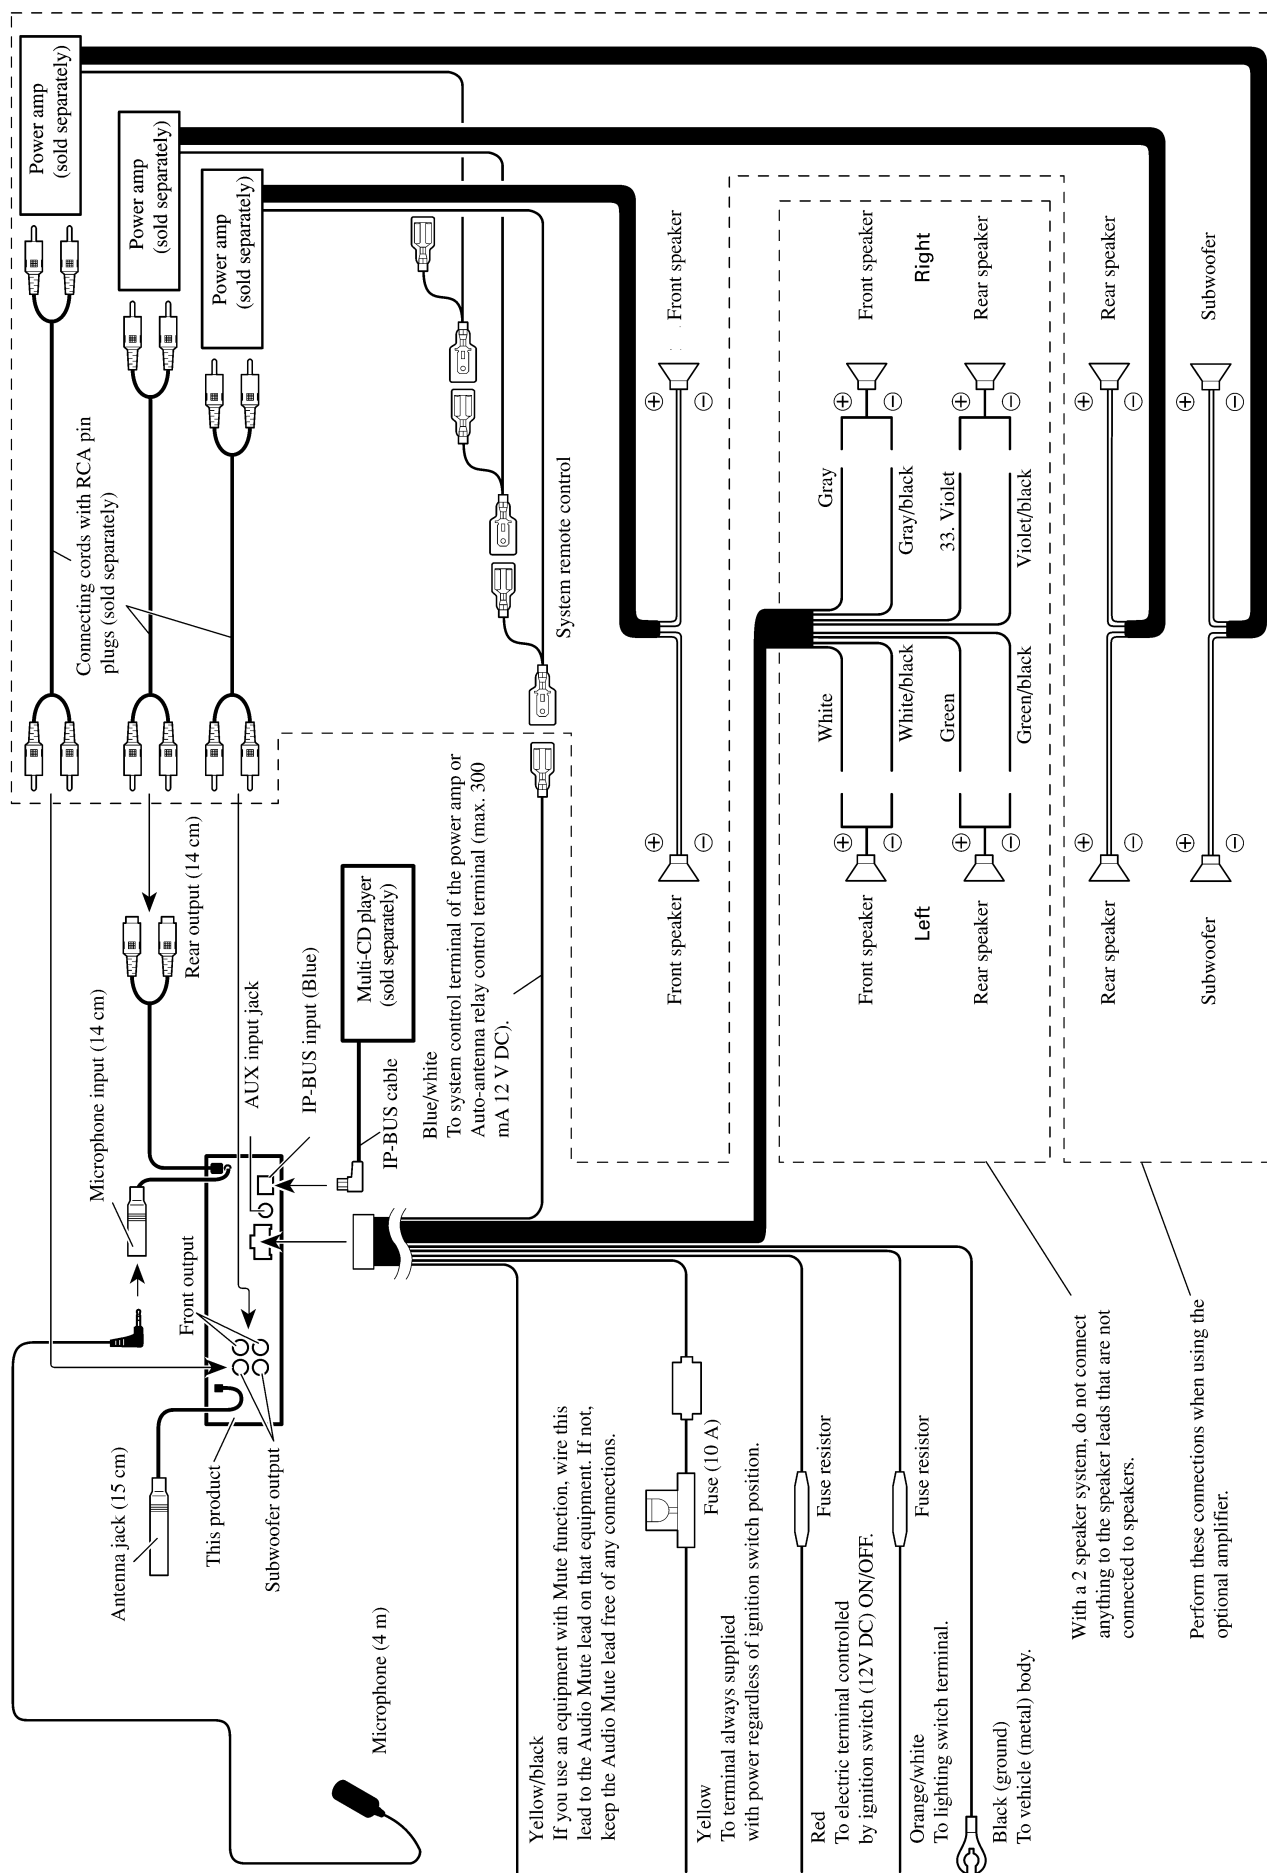 Power amp
(sold separately)
Power amp
(sold separately)
Power amp
(sold separately)
Connecting cords with RCA pin
plugs (sold separately)
System remote control
Rear output (14 cm)
Microphone input (14 cm)
AUX input jack
IP-BUS input (Blue)
Multi-CD player
(sold separately)
IP-BUS cable
Front output
Antenna jack (15 cm)
This product
Subwoofer output
Microphone (4 m)
Blue/white
To system control terminal of the power amp or
Auto-antenna relay control terminal (max. 300
mA 12 V DC).
Yellow/black
If you use an equipment with Mute function, wire this
lead to the Audio Mute lead on that equipment. If not,
keep the Audio Mute lead free of any connections.
Fuse (10 A)
Yellow
To terminal always supplied
with power regardless of ignition switch position.
Fuse resistor
Red
To electric terminal controlled
by ignition switch (12V DC) ON/OFF.
Fuse resistor
Orange/white
To lighting switch terminal.
Black (ground)
To vehicle (metal) body.
Front speaker
⊕
⊖
⊕
⊖
Front speaker
Front speaker
⊕
⊖
White
White/black
Gray
Gray/black
⊕
⊖
Front speaker
Left
Right
Rear speaker
⊕
⊖
Green
Green/black
33. Violet
Violet/black
⊕
⊖
Rear speaker
Rear speaker
⊕
⊖
⊕
⊖
Rear speaker
Subwoofer
⊕
⊖
⊕
⊖
Subwoofer
With a 2 speaker system, do not connect
anything to the speaker leads that are not
connected to speakers.
Perform these connections when using the
optional amplifier.